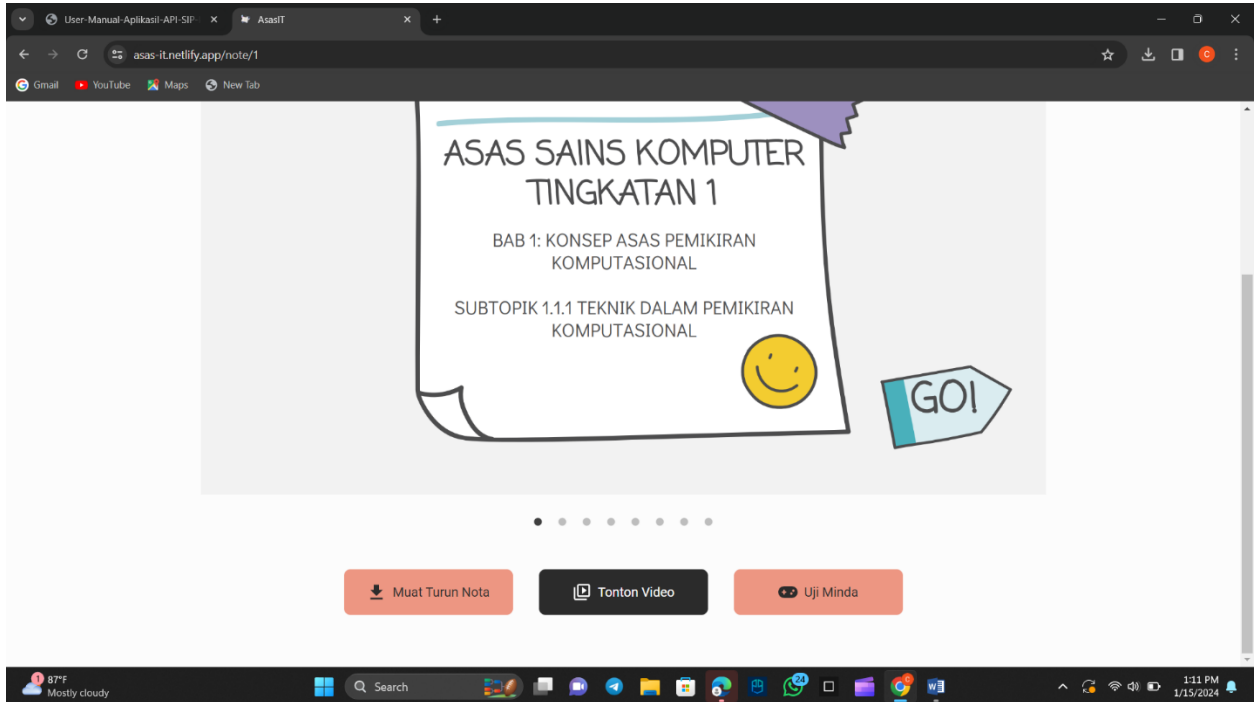 User-Manual-Aplikasil-API-SIP-
AsasIT
asas-it.netlify.app/note/1
C
Gmail
YouTube
Maps
New Tab
ASAS SAINS KOMPUTER
TINGKATAN 1
BAB 1: KONSEP ASAS PEMIKIRAN
KOMPUTASIONAL
SUBTOPIK 1.1.1 TEKNIK DALAM PEMIKIRAN
KOMPUTASIONAL
GO!
Muat Turun Nota
Tonton Video
Uji Minda
1
87°F
Mostly cloudy
Search
24
1:11 PM
1/15/2024